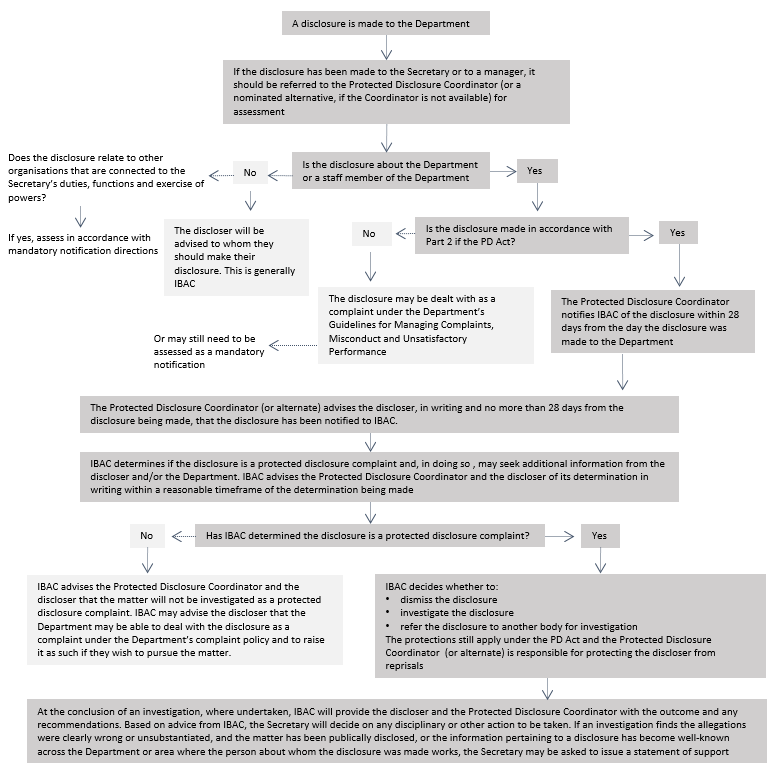 A disclosure is made to the Department
If the disclosure has been made to the Secretary or to a manager, it
should be referred to the Protected Disclosure Coordinator (or a
nominated alternative, if the Coordinator is not available) for
assessment
Does the disclosure relate to other
organisations that are connected to the
Secretary's duties, functions and exercise of
powers?
No
Is the disclosure about the Department
or a staff member of the Department
Yes
If yes, assess in accordance with
mandatory notification directions
The discloser will be
advised to whom they
should make their
disclosure. This is generally
IBAC
No
Is the disclosure made in accordance with
Part 2 if the PD Act?
Yes
The disclosure may be dealt with as a
complaint under the Department's
Guidelines for Managing Complaints,
Misconduct and Unsatisfactory
Performance
Or may still need to be
assessed as a mandatory
notification
The Protected Disclosure Coordinator
notifies IBAC of the disclosure within 28
days from the day the disclosure was
made to the Department
The Protected Disclosure Coordinator (or alternate) advises the discloser, in writing and no more than 28 days from the
disclosure being made, that the disclosure has been notified to IBAC.
IBAC determines if the disclosure is a protected disclosure complaint and, in doing so , may seek additional information from the
discloser and/or the Department. IBAC advises the Protected Disclosure Coordinator and the discloser of its determination in
writing within a reasonable timeframe of the determination being made
No
Has IBAC determined the disclosure is a protected disclosure complaint?
Yes
IBAC advises the Protected Disclosure Coordinator and the
discloser that the matter will not be investigated as a protected
disclosure complaint. IBAC may advise the discloser that the
Department may be able to deal with the disclosure as a
complaint under the Department's complaint policy and to raise
it as such if they wish to pursue the matter.
IBAC decides whether to:
• dismiss the disclosure
• investigate the disclosure
• refer the disclosure to another body for investigation
The protections still apply under the PD Act and the Protected Disclosure
Coordinator (or alternate) is responsible for protecting the discloser from
reprisals
At the conclusion of an investigation, where undertaken, IBAC will provide the discloser and the Protected Disclosure Coordinator with the outcome and any
recommendations. Based on advice from IBAC, the Secretary will decide on any disciplinary or other action to be taken. If an investigation finds the allegations
were clearly wrong or unsubstantiated, and the matter has been publically disclosed, or the information pertaining to a disclosure has become well-known
across the Department or area where the person about whom the disclosure was made works, the Secretary may be asked to issue a statement of support